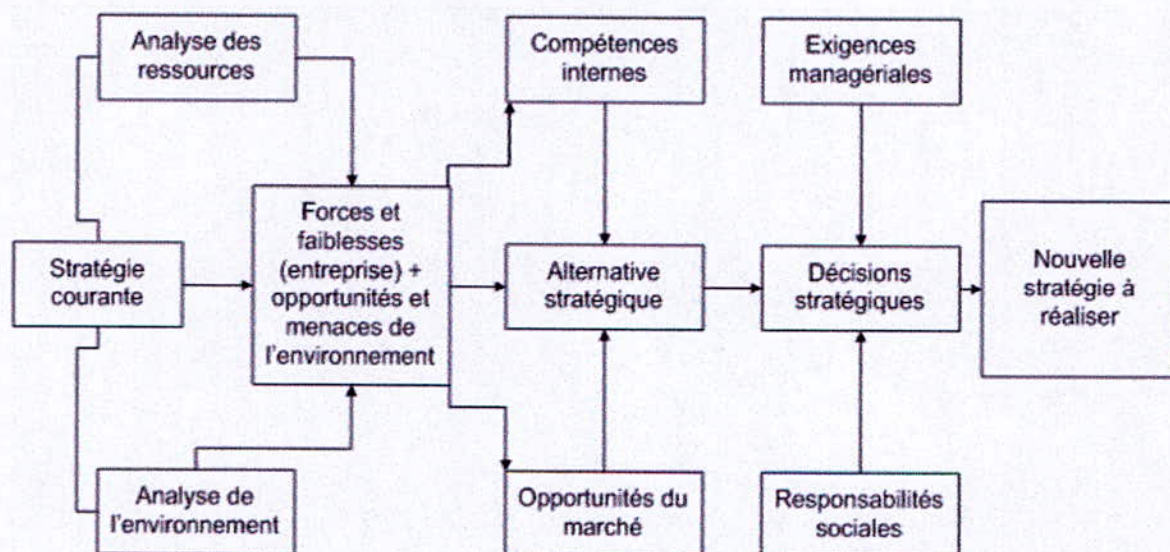 Analyse des
ressources
Compétences
internes
Exigences
managériales
Stratégie
courante
Forces et
faiblesses
(entreprise) +
opportunités et
menaces de
l'environnement
Alternative
stratégique
Décisions
stratégiques
Nouvelle
stratégie à
réaliser
Analyse de
l'environnement
Opportunités du
marché
Responsabilités
sociales